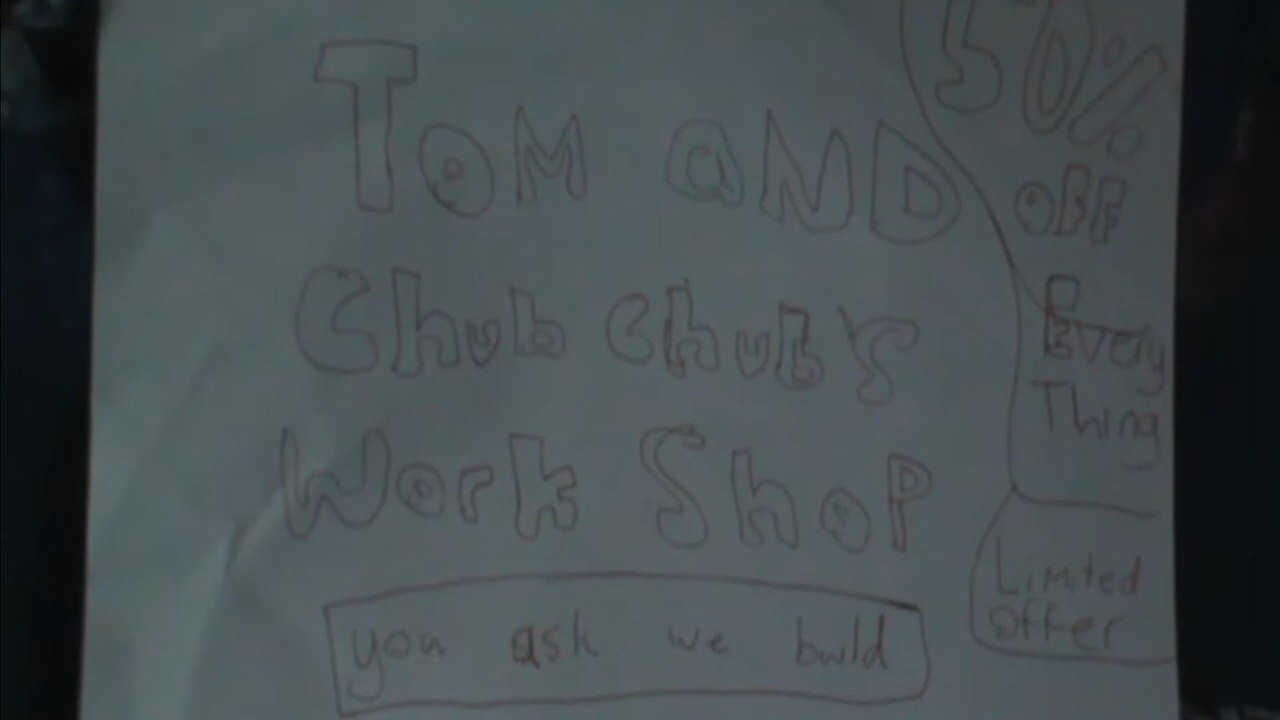 Tom aND
Chub Chub's
Work Shop
you ask we buld
50%
OFF
Every
Thing
Limited
Offer